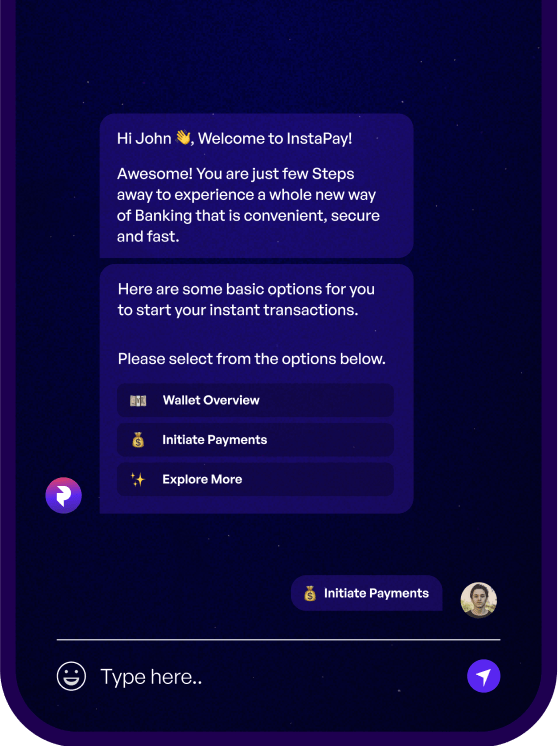 Hi John 👋, Welcome to InstaPay!
Awesome! You are just few Steps
away to experience a whole new way
of Banking that is convenient, secure
and fast.
Here are some basic options for you
to start your instant transactions.
Please select from the options below.
Wallet Overview
Initiate Payments
Explore More
Initiate Payments
Type here..